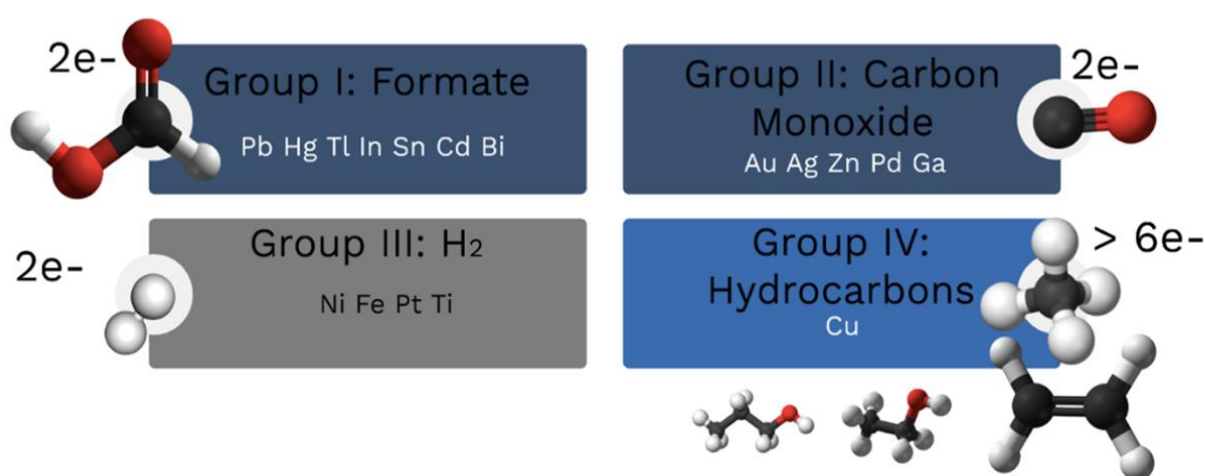 2e-
Group I: Formate
Pb Hg Tl In Sn Cd Bi
Group II: Carbon
Monoxide
Au Ag Zn Pd Ga
2e-
2e-
Group III: H₂
Ni Fe Pt Ti
Group IV:
Hydrocarbons
Cu
> 6e-